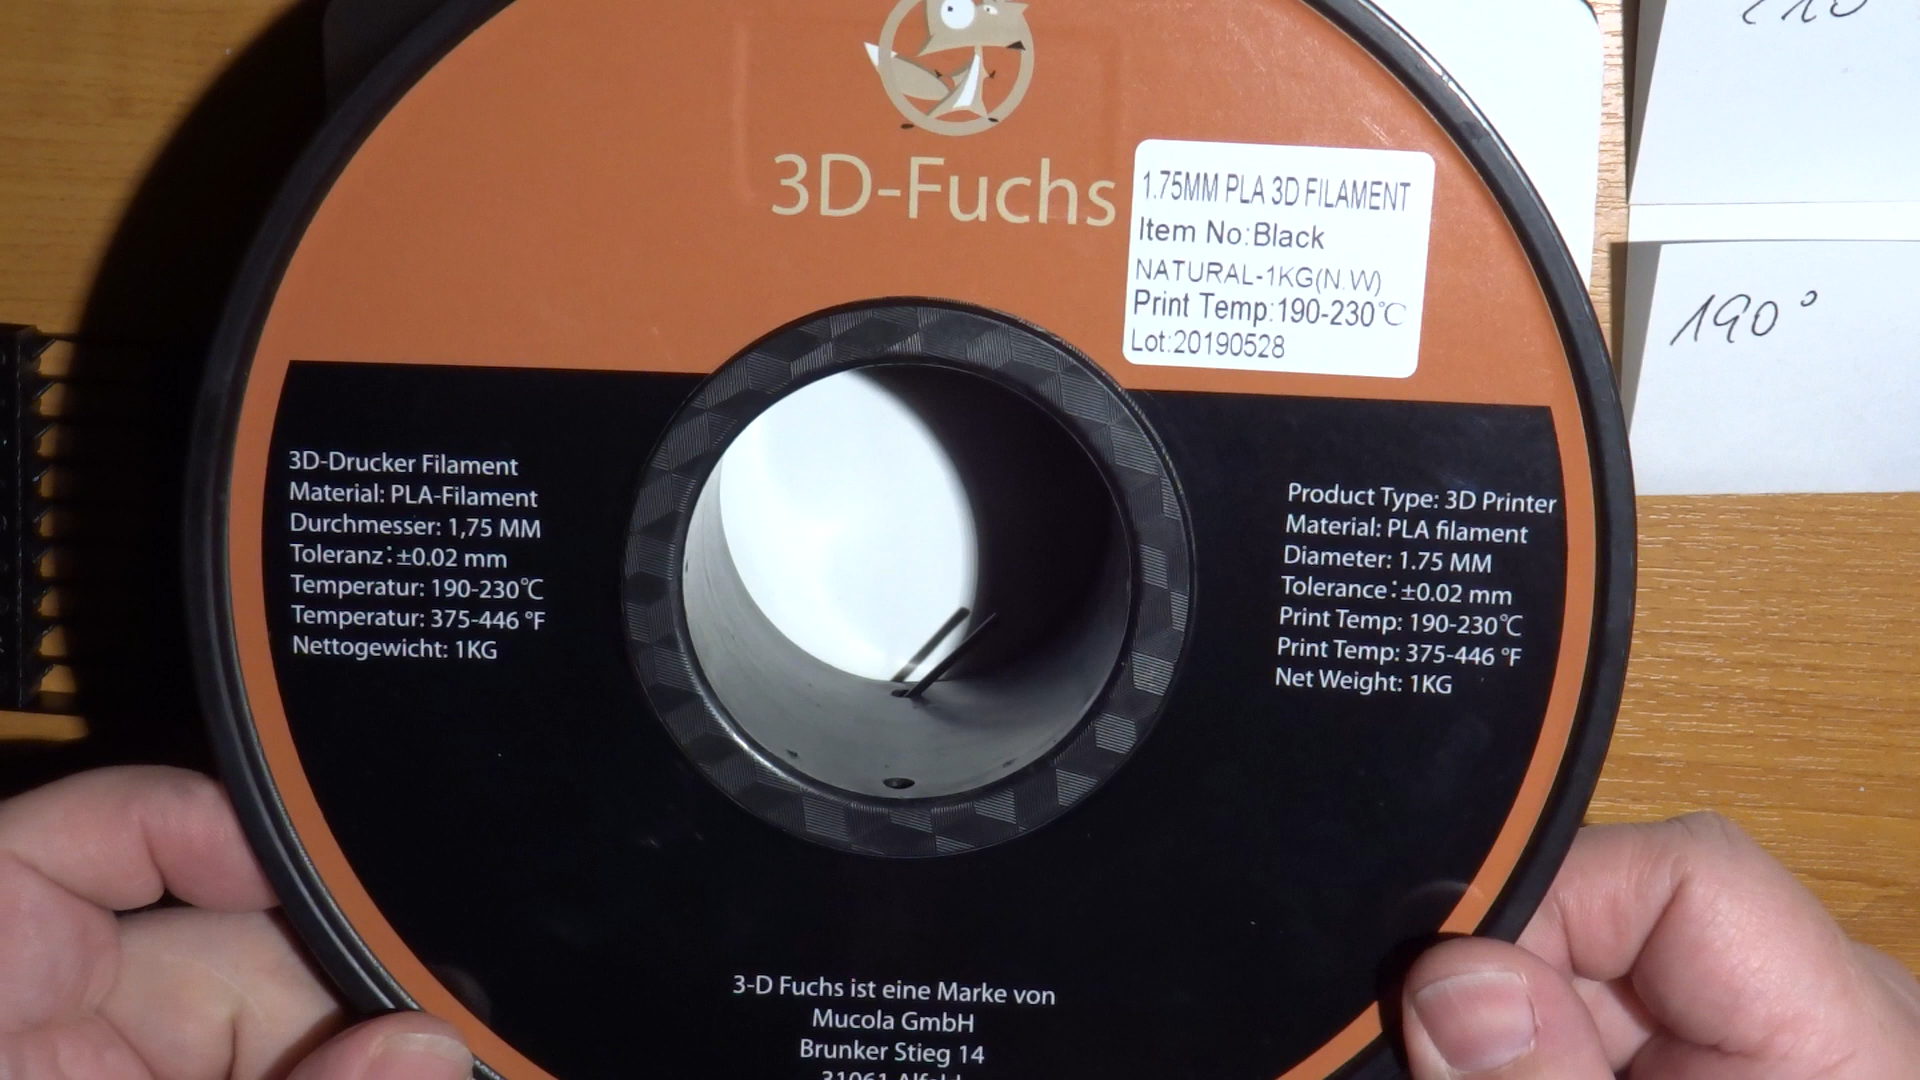 3D-Fuchs
1.75MM PLA 3D FILAMENT
Item No:Black
NATURAL-1KG(N.W)
Print Temp:190-230℃
Lot:20190528
190°
3D-Drucker Filament
Material: PLA-Filament
Durchmesser: 1,75 MM
Toleranz:±0.02 mm
Temperatur: 190-230℃
Temperatur: 375-446 °F
Nettogewicht: 1KG
Product Type: 3D Printer
Material: PLA filament
Diameter: 1.75 MM
Tolerance:±0.02 mm
Print Temp: 190-230℃
Print Temp: 375-446 °F
Net Weight: 1KG
3-D Fuchs ist eine Marke von
Mucola GmbH
Brunker Stieg 14
31061